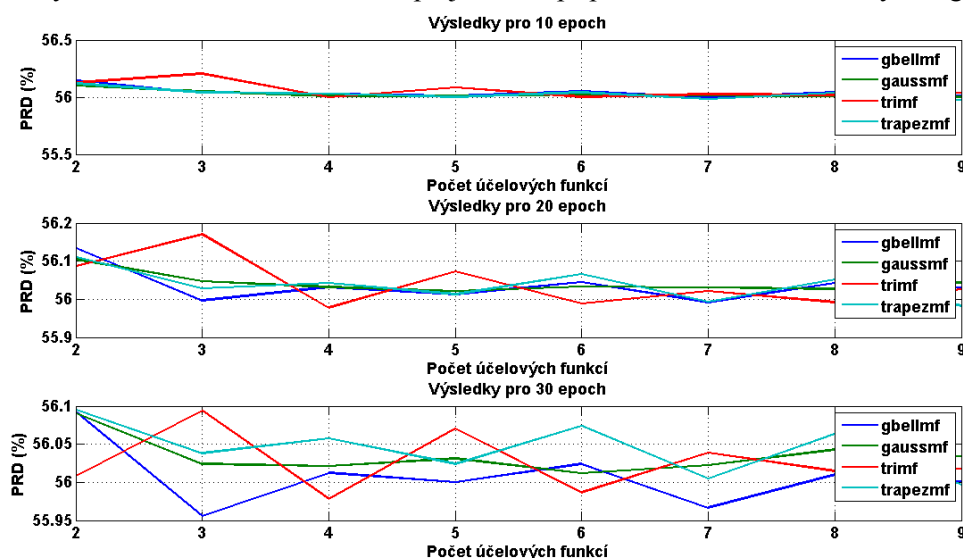 Výsledky pro 10 epoch
PRD (%)
56.5
56
55.5
2 3 4 5 6 7 8 9
Počet účelových funkcí
gbellmf
gaussmf
trimf
trapezmf
Výsledky pro 20 epoch
PRD (%)
56.2
56.1
56
55.9
2 3 4 5 6 7 8 9
Počet účelových funkcí
gbellmf
gaussmf
trimf
trapezmf
Výsledky pro 30 epoch
PRD (%)
56.1
56.05
56
55.95
2 3 4 5 6 7 8 9
Počet účelových funkcí
gbellmf
gaussmf
trimf
trapezmf